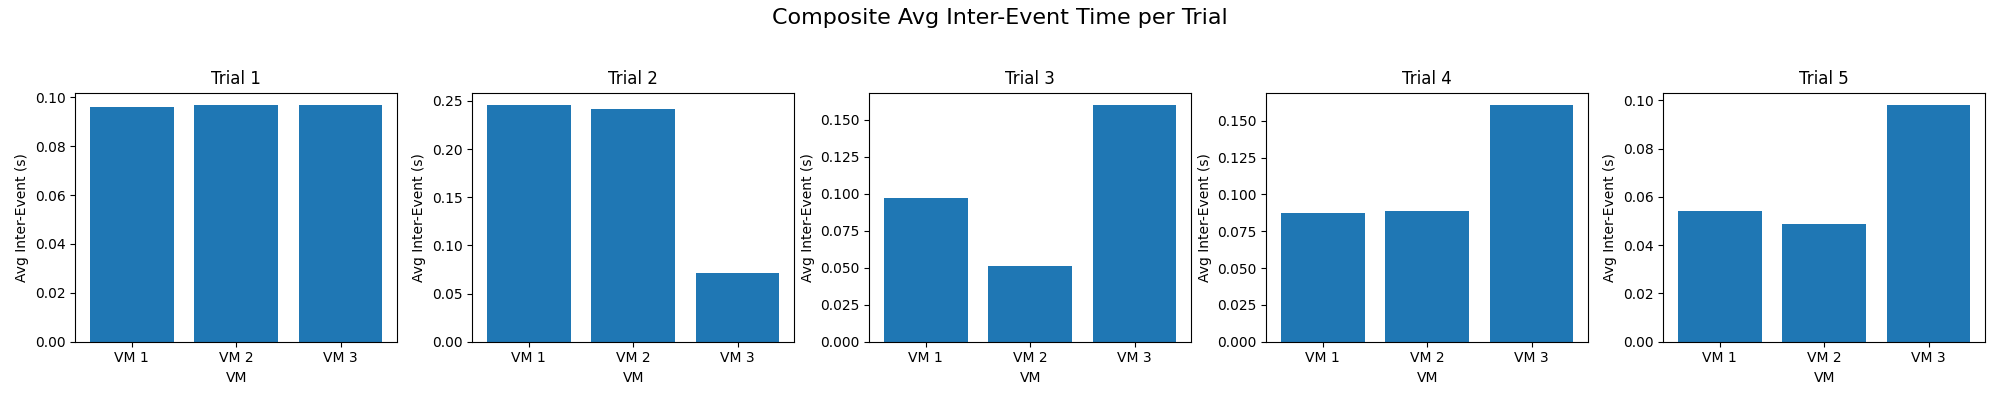 Composite Avg Inter-Event Time per Trial
Trial 1
Avg Inter-Event (s)
0.10
0.08
0.06
0.04
0.02
0.00
VM 1 VM 2 VM 3
VM
Trial 2
Avg Inter-Event (s)
0.25
0.20
0.15
0.10
0.05
0.00
VM 1 VM 2 VM 3
VM
Trial 3
Avg Inter-Event (s)
0.150
0.125
0.100
0.075
0.050
0.025
0.000
VM 1 VM 2 VM 3
VM
Trial 4
Avg Inter-Event (s)
0.150
0.125
0.100
0.075
0.050
0.025
0.000
VM 1 VM 2 VM 3
VM
Trial 5
Avg Inter-Event (s)
0.10
0.08
0.06
0.04
0.02
0.00
VM 1 VM 2 VM 3
VM